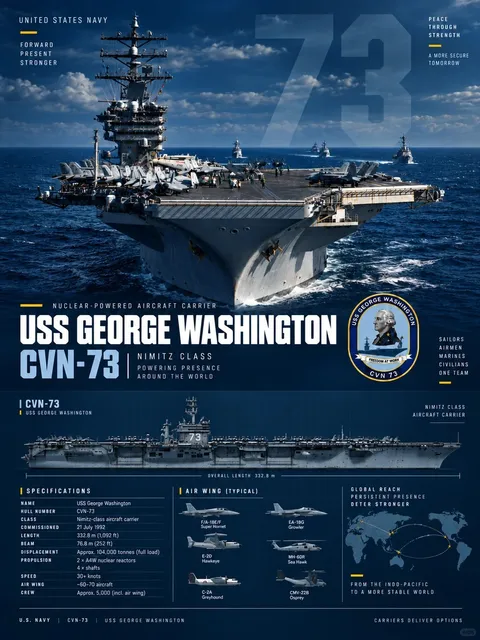 UNITED STATES NAVY
FORWARD
PRESENT
STRONGER
73
PEACE
THROUGH
STRENGTH
A MORE SECURE
TOMORROW
NUCLEAR-POWERED AIRCRAFT CARRIER
USS GEORGE WASHINGTON
CVN-73
NIMITZ CLASS
POWERING PRESENCE
AROUND THE WORLD
USS GEORGE WASHINGTON
FREEDOM AT WORK
CVN 73
SAILORS
AIRMEN
MARINES
CIVILIANS
ONE TEAM
CVN-73
USS GEORGE WASHINGTON
NIMITZ CLASS
AIRCRAFT CARRIER
73
OVERALL LENGTH 332.8 m
SPECIFICATIONS
NAME USS George Washington
HULL NUMBER CVN-73
CLASS Nimitz-class aircraft carrier
COMMISSIONED 21 July 1992
LENGTH 332.8 m (1,092 ft)
BEAM 76.8 m (252 ft)
DISPLACEMENT Approx. 104,000 tonnes (full load)
PROPULSION 2 × A4W nuclear reactors
4 × shafts
SPEED 30+ knots
AIR WING ~60–70 aircraft
CREW Approx. 5,000 (incl. air wing)
AIR WING (TYPICAL)
F/A-18E/F
Super Hornet
EA-18G
Growler
E-2D
Hawkeye
MH-60R
Sea Hawk
C-2A
Greyhound
CMV-22B
Osprey
GLOBAL REACH
PERSISTENT PRESENCE
DETER STRONGER
FROM THE INDO-PACIFIC
TO A MORE STABLE WORLD
U.S. NAVY | CVN-73 | USS GEORGE WASHINGTON
CARRIERS DELIVER OPTIONS